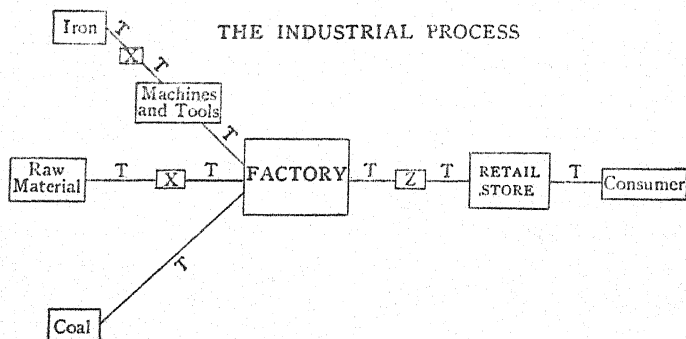 THE INDUSTRIAL PROCESS
Iron
T
X
T
Machines
and Tools
T
Raw
Material
T
X
T
FACTORY
T
Z
T
RETAIL
STORE
T
Consumer
T
Coal